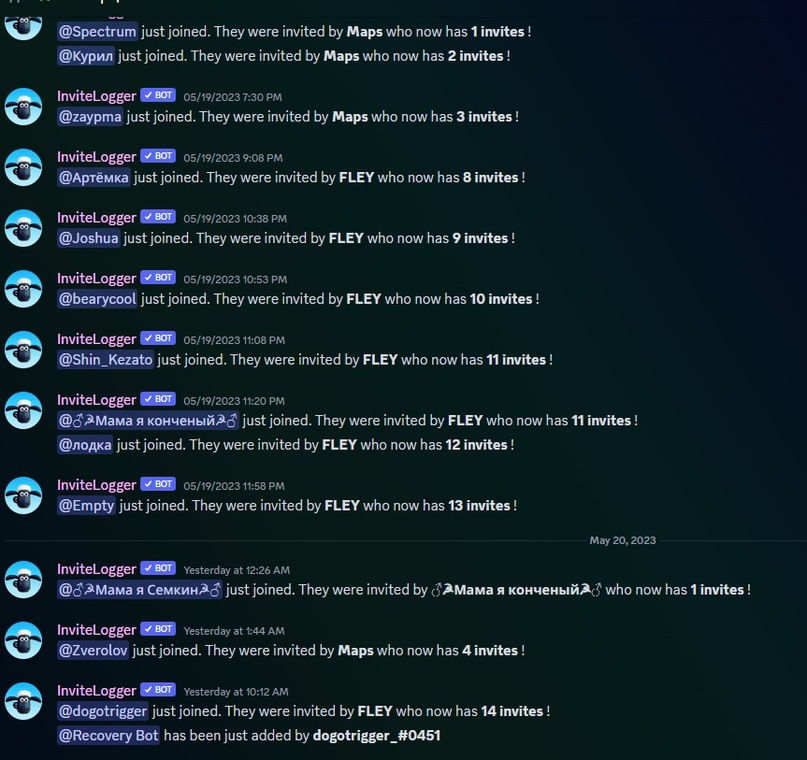 @Spectrum just joined. They were invited by Maps who now has 1 invites !
@Курил just joined. They were invited by Maps who now has 2 invites !
InviteLogger ✓ BOT 05/19/2023 7:30 PM
@zaypma just joined. They were invited by Maps who now has 3 invites !
InviteLogger ✓ BOT 05/19/2023 9:08 PM
@Артёмка just joined. They were invited by FLEY who now has 8 invites !
InviteLogger ✓ BOT 05/19/2023 10:38 PM
@Joshua just joined. They were invited by FLEY who now has 9 invites !
InviteLogger ✓ BOT 05/19/2023 10:53 PM
@bearycool just joined. They were invited by FLEY who now has 10 invites !
InviteLogger ✓ BOT 05/19/2023 11:08 PM
@Shin_Kezato just joined. They were invited by FLEY who now has 11 invites !
InviteLogger ✓ BOT 05/19/2023 11:20 PM
@♂☭Мама я конченый☭♂ just joined. They were invited by FLEY who now has 11 invites !
@лодка just joined. They were invited by FLEY who now has 12 invites !
InviteLogger ✓ BOT 05/19/2023 11:58 PM
@Empty just joined. They were invited by FLEY who now has 13 invites !
May 20, 2023
InviteLogger ✓ BOT Yesterday at 12:26 AM
@♂☭Мама я Семкин☭♂ just joined. They were invited by ♂☭Мама я конченый☭♂ who now has 1 invites !
InviteLogger ✓ BOT Yesterday at 1:44 AM
@Zverolov just joined. They were invited by Maps who now has 4 invites !
InviteLogger ✓ BOT Yesterday at 10:12 AM
@dogotrigger just joined. They were invited by FLEY who now has 14 invites !
@Recovery Bot has been just added by dogotrigger_#0451